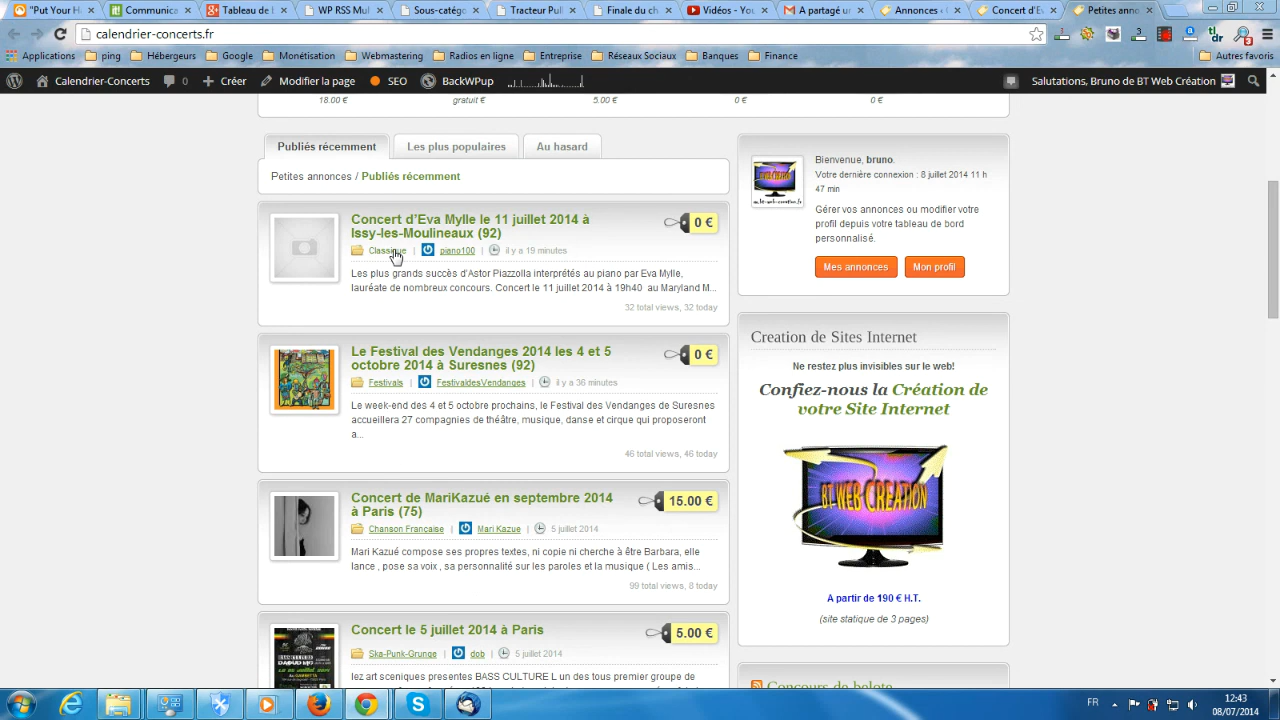 "Put Your Ha
Communica
Tableau de l
WP RSS Mul
Sous-catég
Tracteur Pull
Finale du ch
Vidéos - You
A partagé un
Annonces ‹
Concert d'Ev
Petites anno
calendrier-concerts.fr
Applications
ping
Hébergeurs
Google
Monétisation
Webmastering
Radios en ligne
Entreprise
Réseaux Sociaux
Banques
Finance
Autres favoris
Calendrier-Concerts
0
Créer
Modifier la page
SEO
BackWPup
Salutations, Bruno de BT Web Création
18.00 €
gratuit €
5.00 €
0 €
0 €
Publiés récemment
Les plus populaires
Au hasard
Petites annonces / Publiés récemment
Concert d'Eva Mylle le 11 juillet 2014 à
Issy-les-Moulineaux (92)
0 €
Classique | piano100 | il y a 19 minutes
Les plus grands succès d'Astor Piazzolla interprétés au piano par Eva Mylle,
lauréate de nombreux concours. Concert le 11 juillet 2014 à 19h40 au Maryland M...
32 total views, 32 today
Le Festival des Vendanges 2014 les 4 et 5
octobre 2014 à Suresnes (92)
0 €
Festivals | FestivaldesVendanges | il y a 36 minutes
Le week-end des 4 et 5 octobre prochains, le Festival des Vendanges de Suresnes
accueillera 27 compagnies de théâtre, musique, danse et cirque qui proposeront
a...
46 total views, 46 today
Concert de MariKazué en septembre 2014
à Paris (75)
15.00 €
Chanson Francaise | Mari Kazue | 5 juillet 2014
Mari Kazué compose ses propres textes, ni copie ni cherche à être Barbara, elle
lance , pose sa voix , sa personnalité sur les paroles et la musique ( Les amis...
99 total views, 8 today
Concert le 5 juillet 2014 à Paris
5.00 €
Ska-Punk-Grunge | dob | 5 juillet 2014
Bienvenue, bruno.
Votre dernière connexion : 8 juillet 2014 11 h
47 min
Gérer vos annonces ou modifier votre
profil depuis votre tableau de bord
personnalisé.
Mes annonces
Mon profil
Creation de Sites Internet
Ne restez plus invisibles sur le web!
Confiez-nous la Création de
votre Site Internet
BT WEB CREATION
A partir de 190 € H.T.
(site statique de 3 pages)
Concours de belote
FR
12:43
08/07/2014